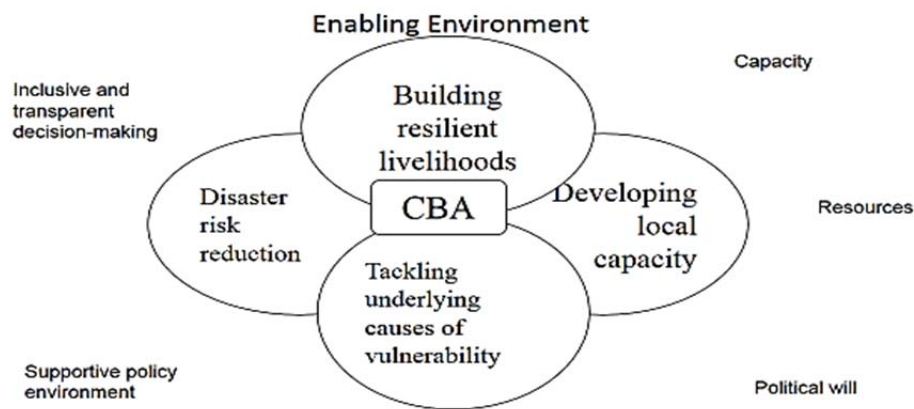 Enabling Environment
Capacity
Inclusive and
transparent
decision-making
Building
resilient
livelihoods
Disaster
risk
reduction
CBA
Developing
local
capacity
Resources
Tackling
underlying
causes of
vulnerability
Supportive policy
environment
Political will